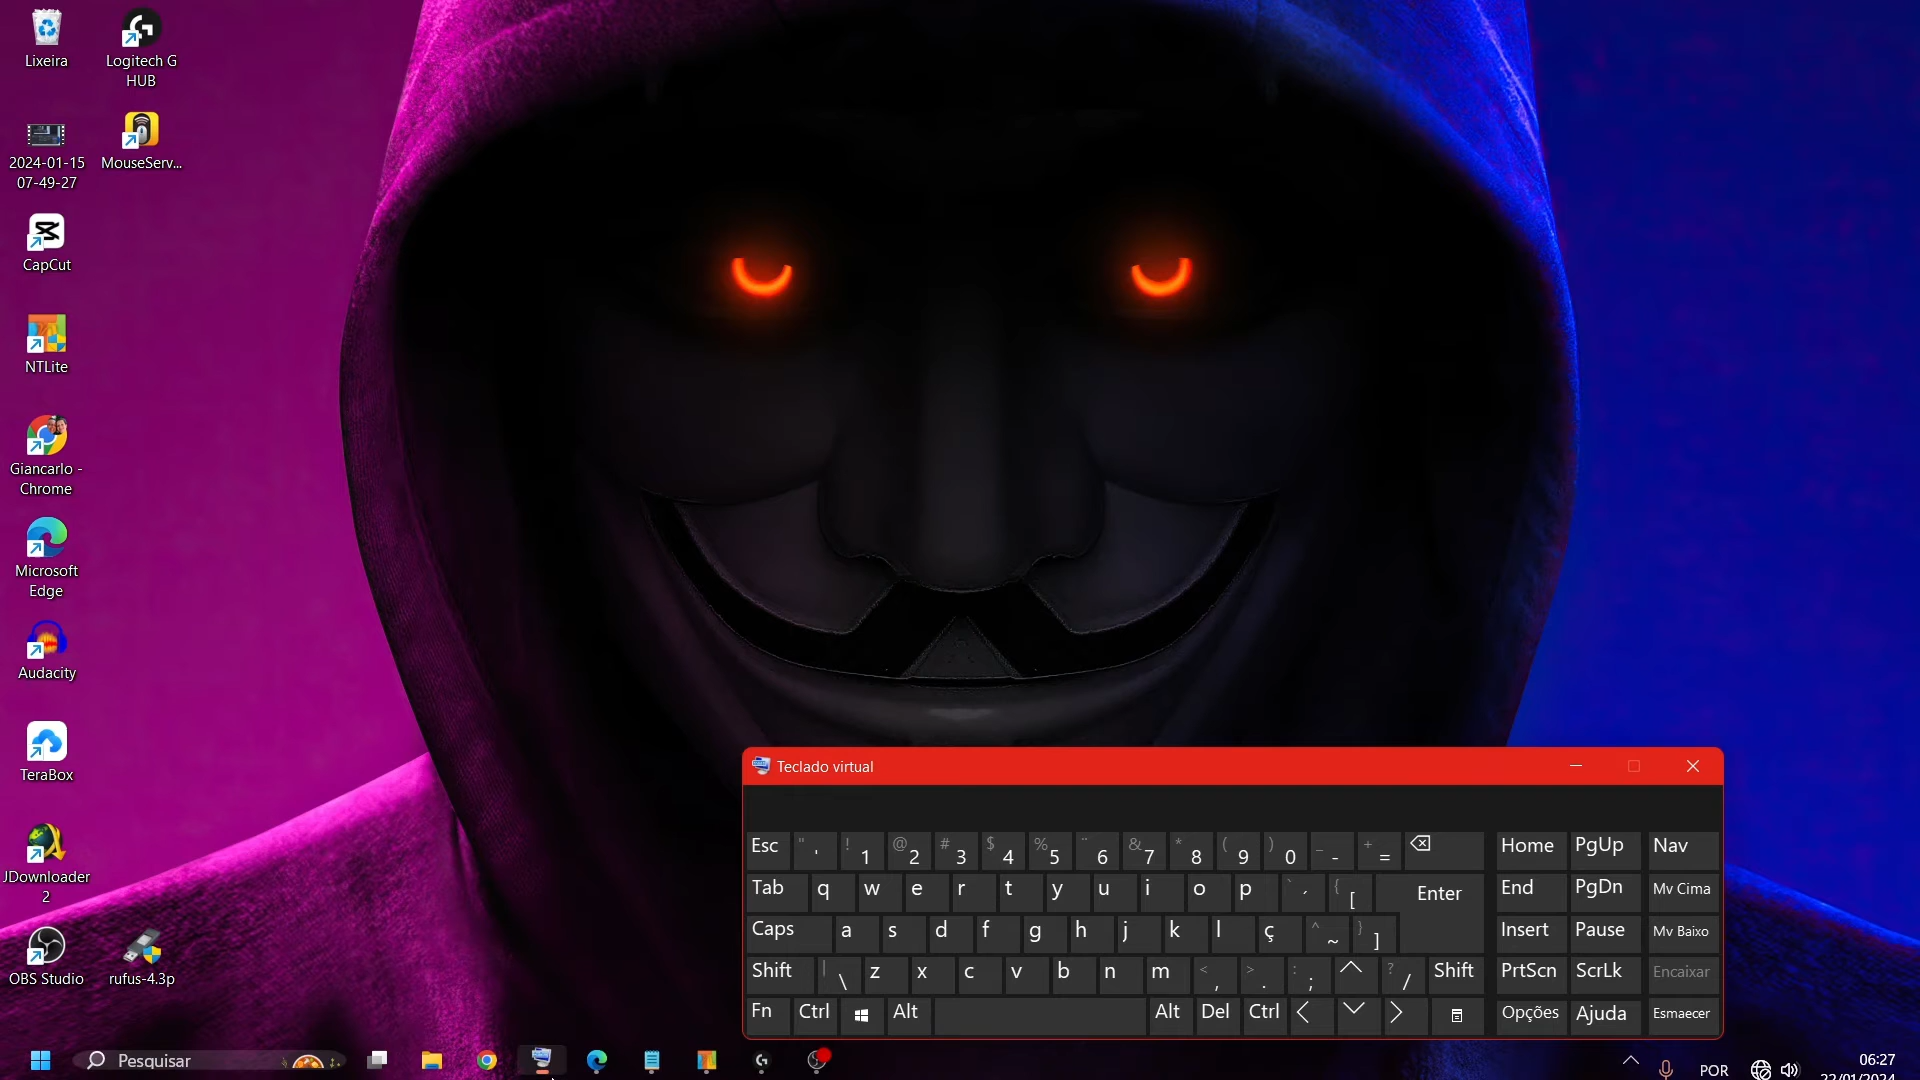 Lixeira
Logitech G
HUB
2024-01-15
07-49-27
MouseServ...
CapCut
NTLite
Giancarlo -
Chrome
Microsoft
Edge
Audacity
TeraBox
JDownloader
2
OBS Studio
rufus-4.3p
Teclado virtual
Esc " ' ! 1 @ 2 # 3 $ 4 % 5 ¨ 6 & 7 * 8 ( 9 ) 0 _ - + = Home PgUp Nav
Tab q w e r t y u i o p ` ´ { [ Enter End PgDn Mv Cima
Caps a s d f g h j k l ç ^ ~ } ] Insert Pause Mv Baixo
Shift | \ z x c v b n m < , > . : ; ? / Shift PrtScn ScrLk Encaixar
Fn Ctrl Alt Alt Del Ctrl Opções Ajuda Esmaecer
Pesquisar
POR
06:27
22/01/2024